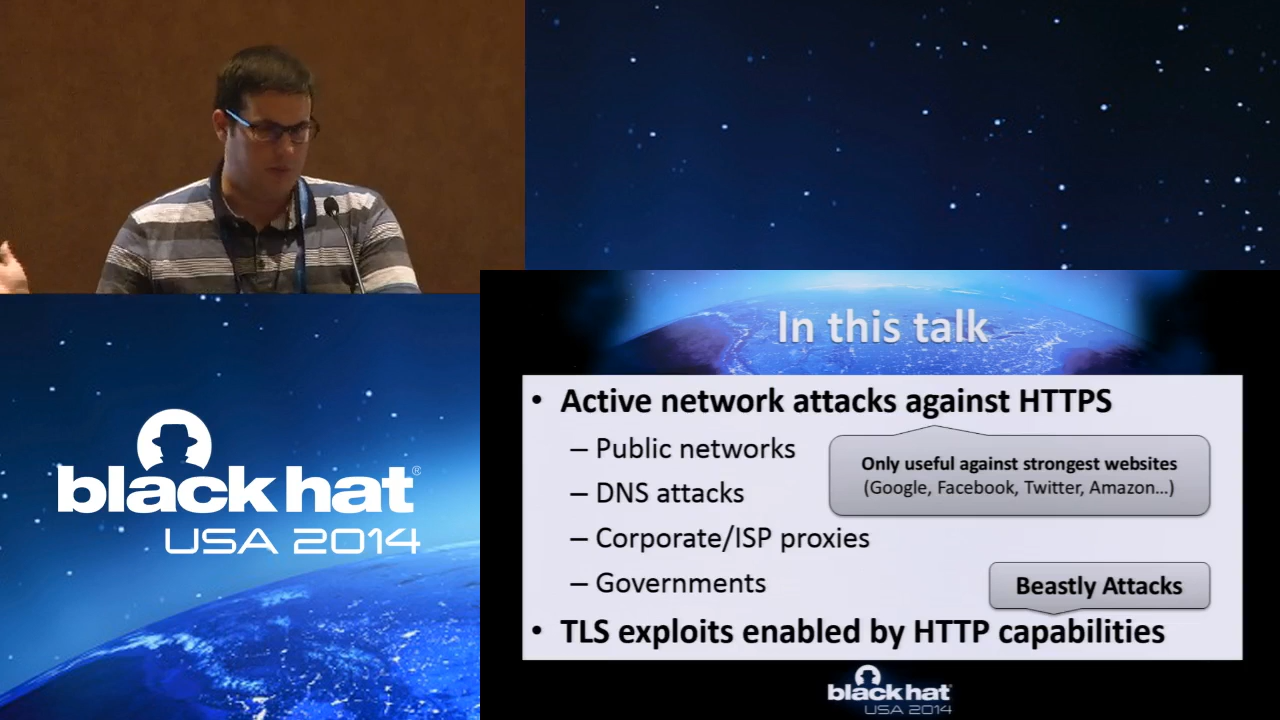 black hat®
USA 2014
In this talk
• Active network attacks against HTTPS
– Public networks
Only useful against strongest websites
(Google, Facebook, Twitter, Amazon...)
– DNS attacks
– Corporate/ISP proxies
– Governments
Beastly Attacks
• TLS exploits enabled by HTTP capabilities
black hat
USA 2014